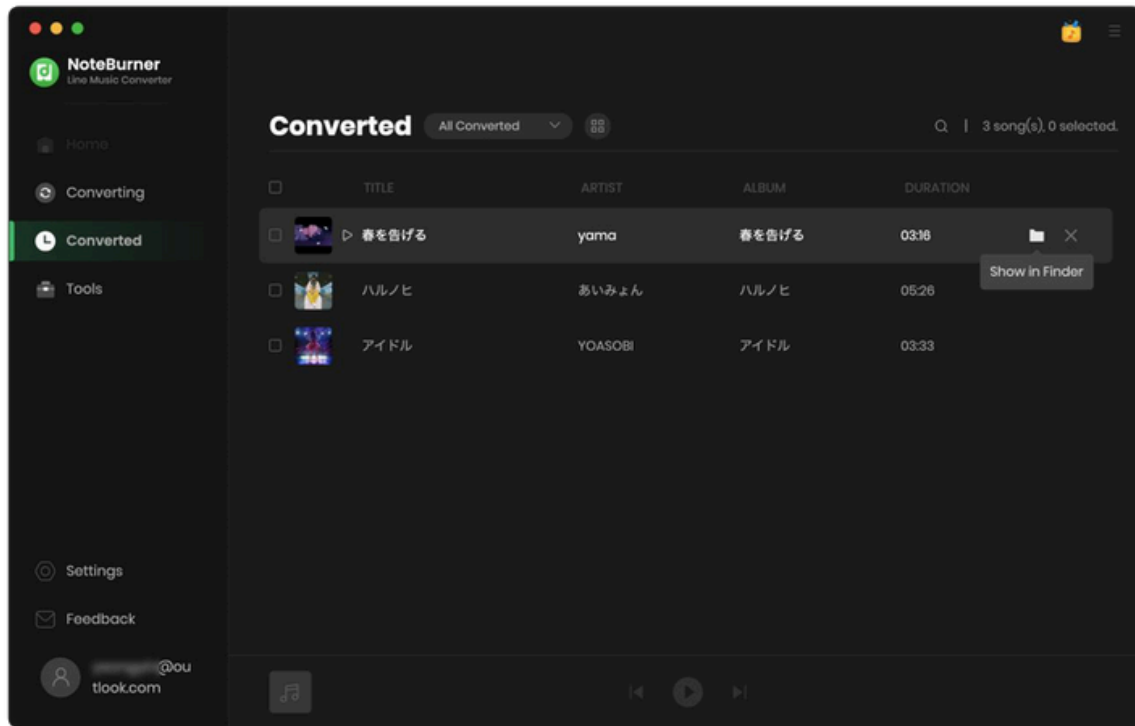 NoteBurner
Line Music Converter
Home
Converting
Converted
Tools
Settings
Feedback
@ou
tlook.com
Converted
All Converted
3 song(s), 0 selected.
TITLE ARTIST ALBUM DURATION
春を告げる yama 春を告げる 03:16
Show in Finder
ハルノヒ あいみょん ハルノヒ 05:26
アイドル YOASOBI アイドル 03:33